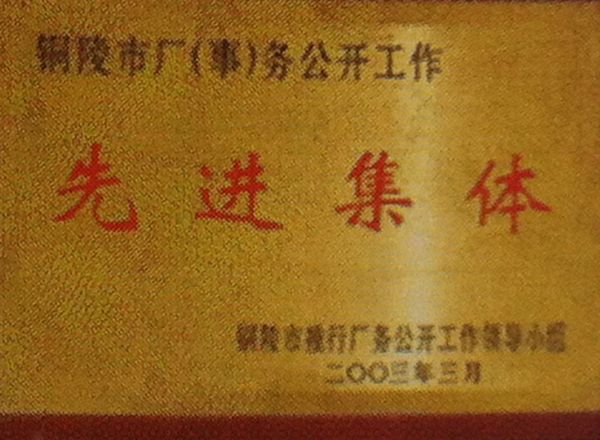 铜陵市厂(事)务公开工作
先进集体
铜陵市推行厂务公开工作领导小组
二〇〇三年三月